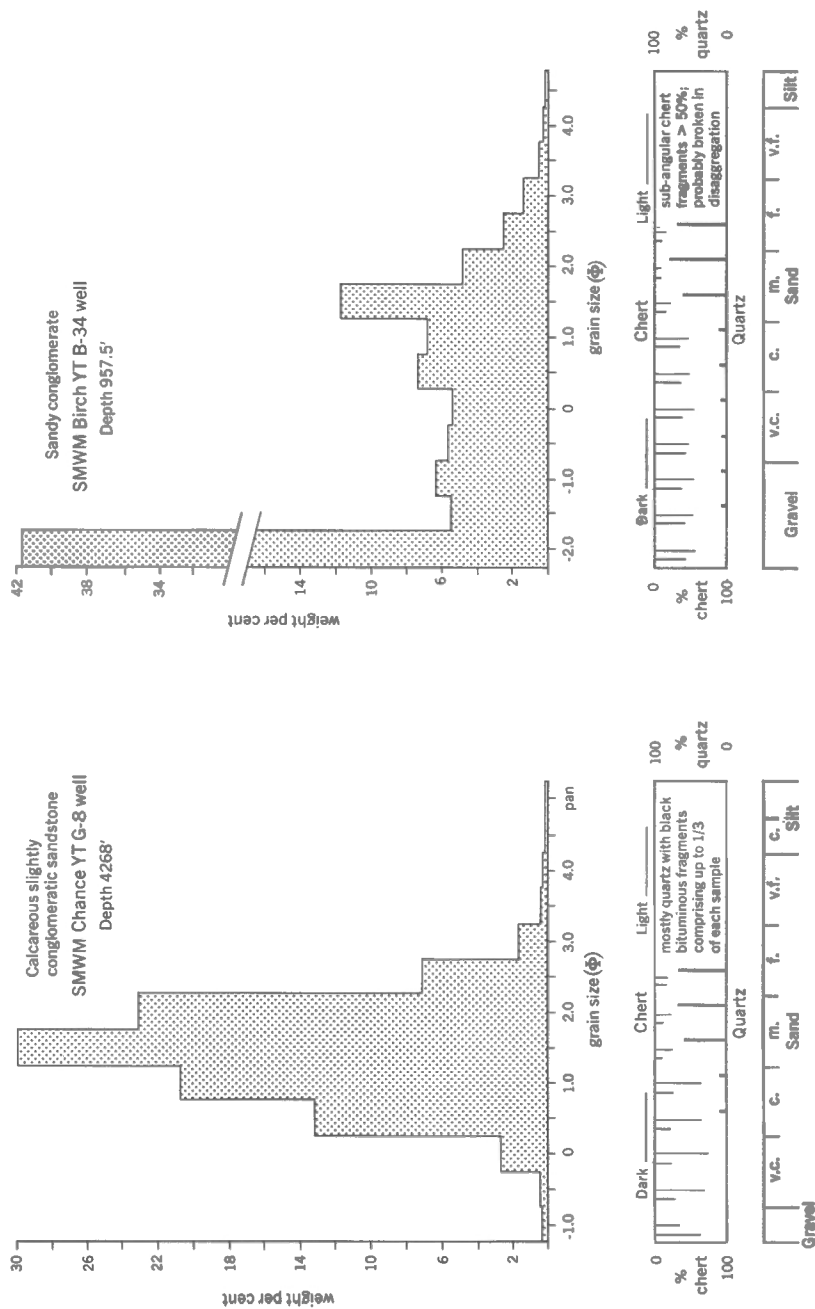 Calcareous slightly
conglomeratic sandstone
SMWM Chance YT G-8 well
Depth 4268'
weight per cent
30
26
22
18
14
10
6
2
-1.0
0
1.0
2.0
3.0
4.0
pan
grain size (Φ)
Dark
Chert
Light
0
%
chert
100
100
%
quartz
0
mostly quartz with black
bituminous fragments
comprising up to 1/3
of each sample
Quartz
Gravel
v.c.
c.
m.
f.
v.f.
c.
Sand
Silt
Sandy conglomerate
SMWM Birch YT B-34 well
Depth 957.5'
weight per cent
42
38
34
14
10
6
2
-2.0
-1.0
0
1.0
2.0
3.0
4.0
grain size (Φ)
Dark
Chert
Light
0
%
chert
100
100
%
quartz
0
sub-angular chert
fragments > 50%;
probably broken in
disaggregation
Quartz
Gravel
v.c.
c.
m.
f.
v.f.
Sand
Silt